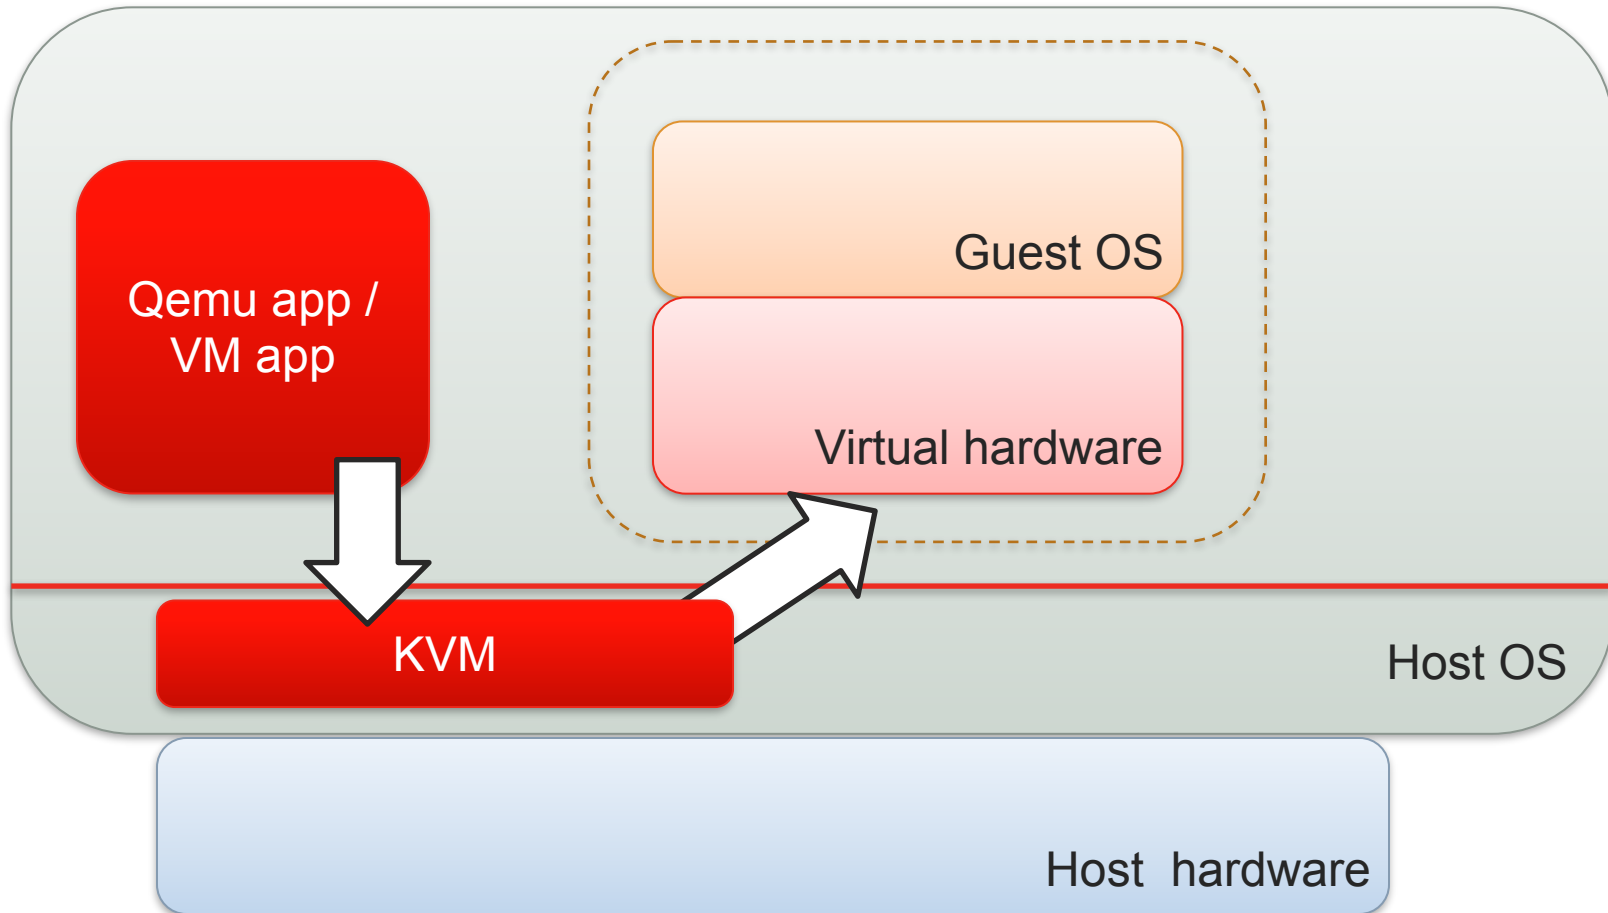 Guest OS
Qemu app /
VM app
Virtual hardware
KVM
Host OS
Host  hardware